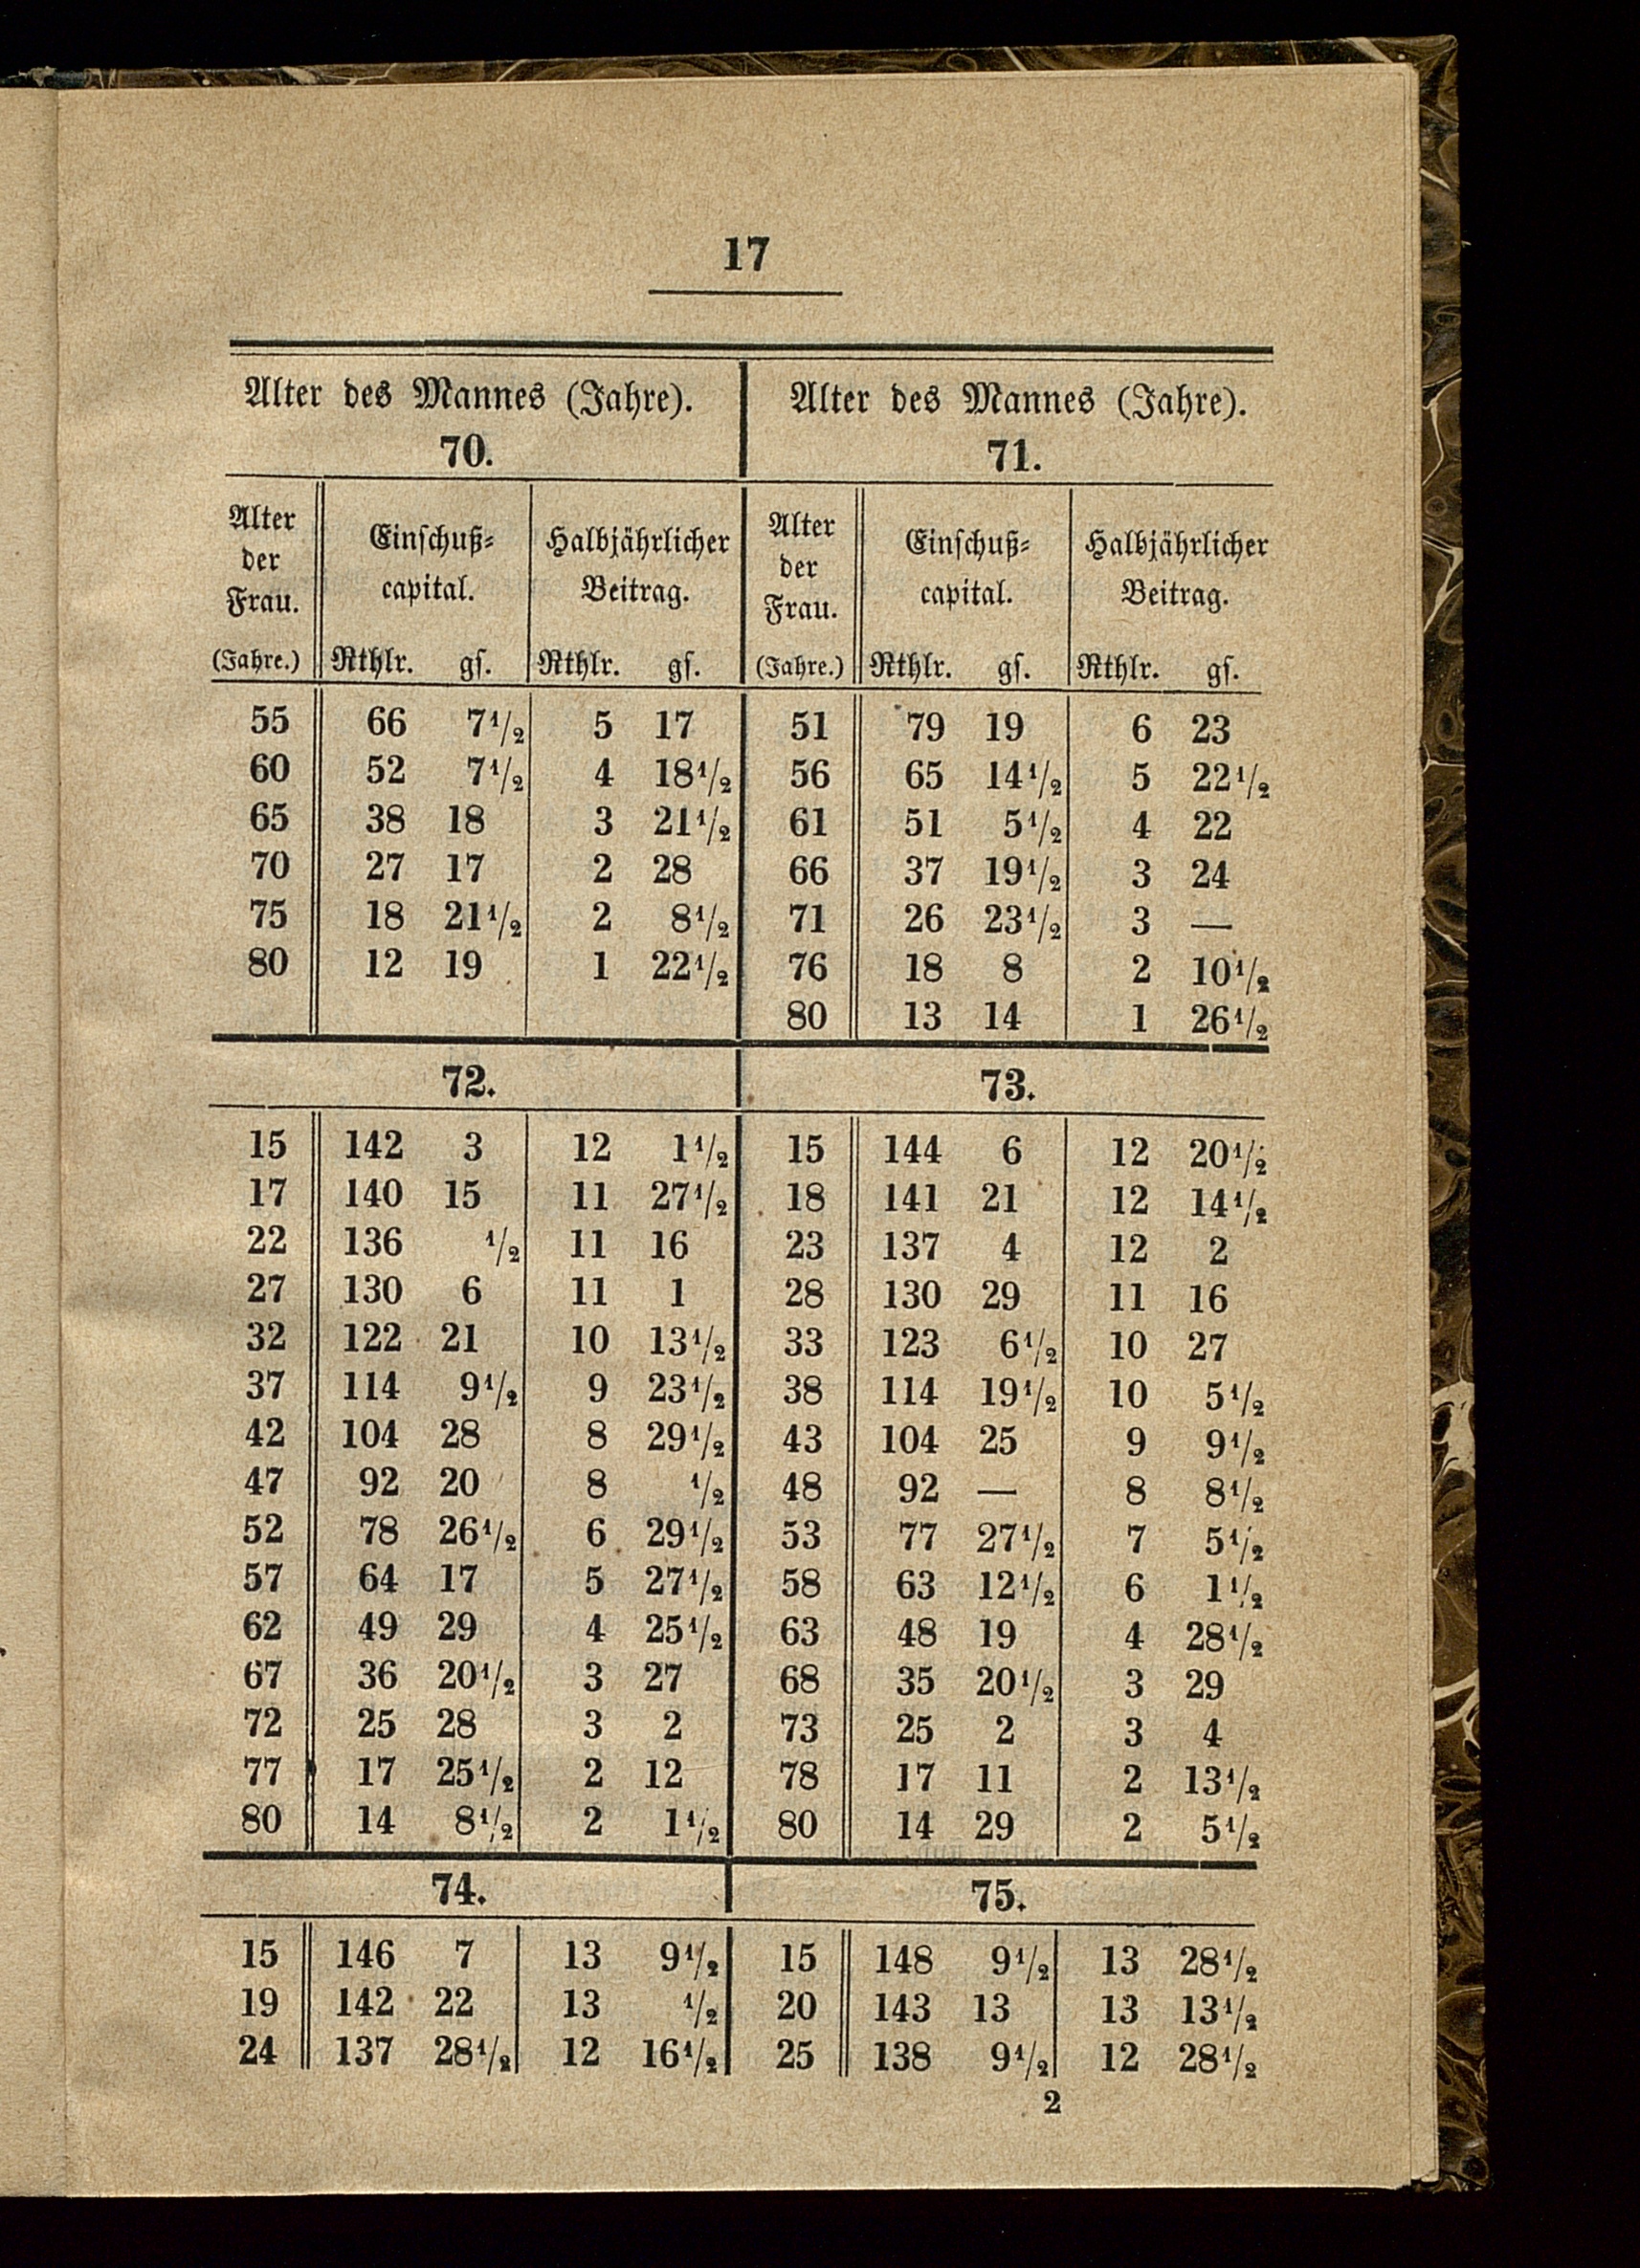 17
Alter des Mannes (Jahre). Alter des Mannes (Jahre).
70. 71.
Alter der Frau. (Jahre.) Einschuß-capital. Rthlr. gs. Halbjährlicher Beitrag. Rthlr. gs. Alter der Frau. (Jahre.) Einschuß-capital. Rthlr. gs. Halbjährlicher Beitrag. Rthlr. gs.
55 66 7½ 5 17 51 79 19 6 23
60 52 7½ 4 18½ 56 65 14½ 5 22½
65 38 18 3 21½ 61 51 5½ 4 22
70 27 17 2 28 66 37 19½ 3 24
75 18 21½ 2 8½ 71 26 23½ 3 —
80 12 19 1 22½ 76 18 8 2 10½
80 13 14 1 26½
72. 73.
15 142 3 12 1½ 15 144 6 12 20½
17 140 15 11 27½ 18 141 21 12 14½
22 136 ½ 11 16 23 137 4 12 2
27 130 6 11 1 28 130 29 11 16
32 122 21 10 13½ 33 123 6½ 10 27
37 114 9½ 9 23½ 38 114 19½ 10 5½
42 104 28 8 29½ 43 104 25 9 9½
47 92 20 8 ½ 48 92 — 8 8½
52 78 26½ 6 29½ 53 77 27½ 7 5½
57 64 17 5 27½ 58 63 12½ 6 1½
62 49 29 4 25½ 63 48 19 4 28½
67 36 20½ 3 27 68 35 20½ 3 29
72 25 28 3 2 73 25 2 3 4
77 17 25½ 2 12 78 17 11 2 13½
80 14 8½ 2 1½ 80 14 29 2 5½
74. 75.
15 146 7 13 9½ 15 148 9½ 13 28½
19 142 22 13 ½ 20 143 13 13 13½
24 137 28½ 12 16½ 25 138 9½ 12 28½
2